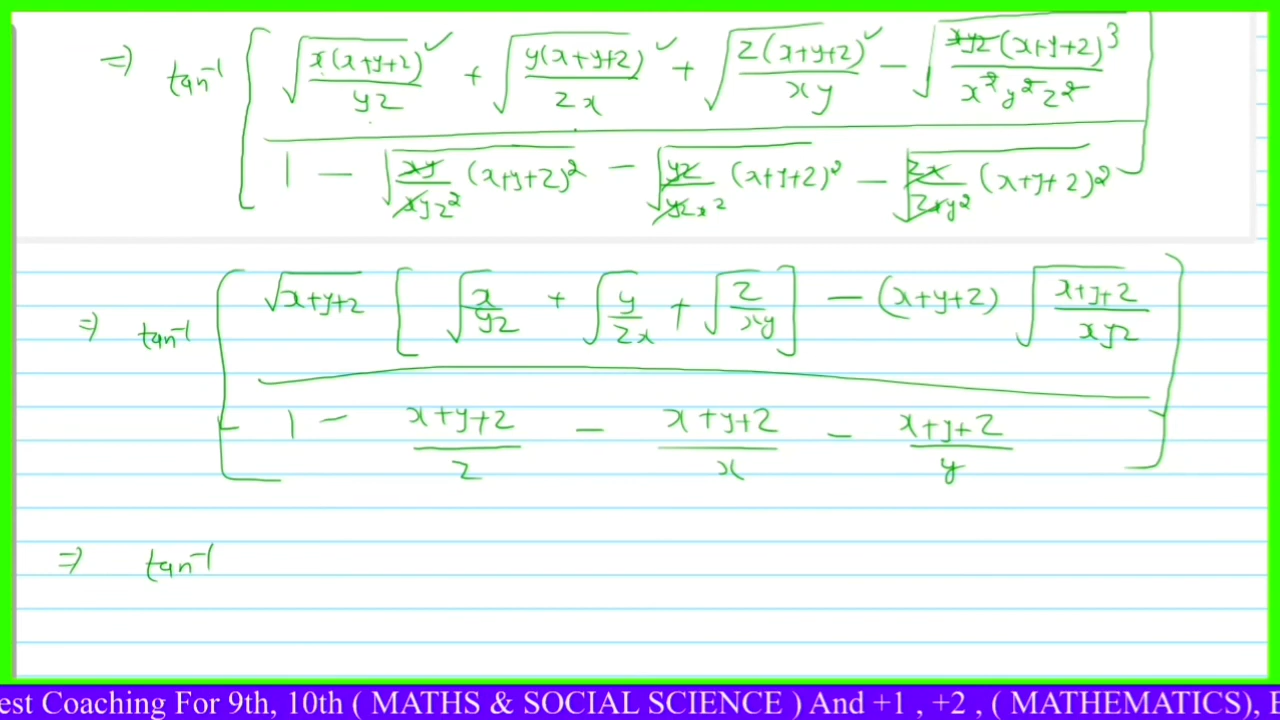 ⇒ tan⁻¹ [ √(x(x+y+z)/yz) ✓ + √(y(x+y+z)/zx) ✓ + √(z(x+y+z)/xy) ✓ − √(xyz(x+y+z)³/x²y²z²)
1 − √(xy/xyz² (x+y+z)²) − √(yz/yzx² (x+y+z)²) − √(zx/zxy² (x+y+z)²) ]
⇒ tan⁻¹ [ √(x+y+z) [ √(x/yz) + √(y/zx) + √(z/xy) ] − (x+y+z) √((x+y+z)/xyz)
1 − (x+y+z)/z − (x+y+z)/x − (x+y+z)/y ]
⇒ tan⁻¹
est Coaching For 9th, 10th ( MATHS & SOCIAL SCIENCE ) And +1 , +2 , ( MATHEMATICS), E